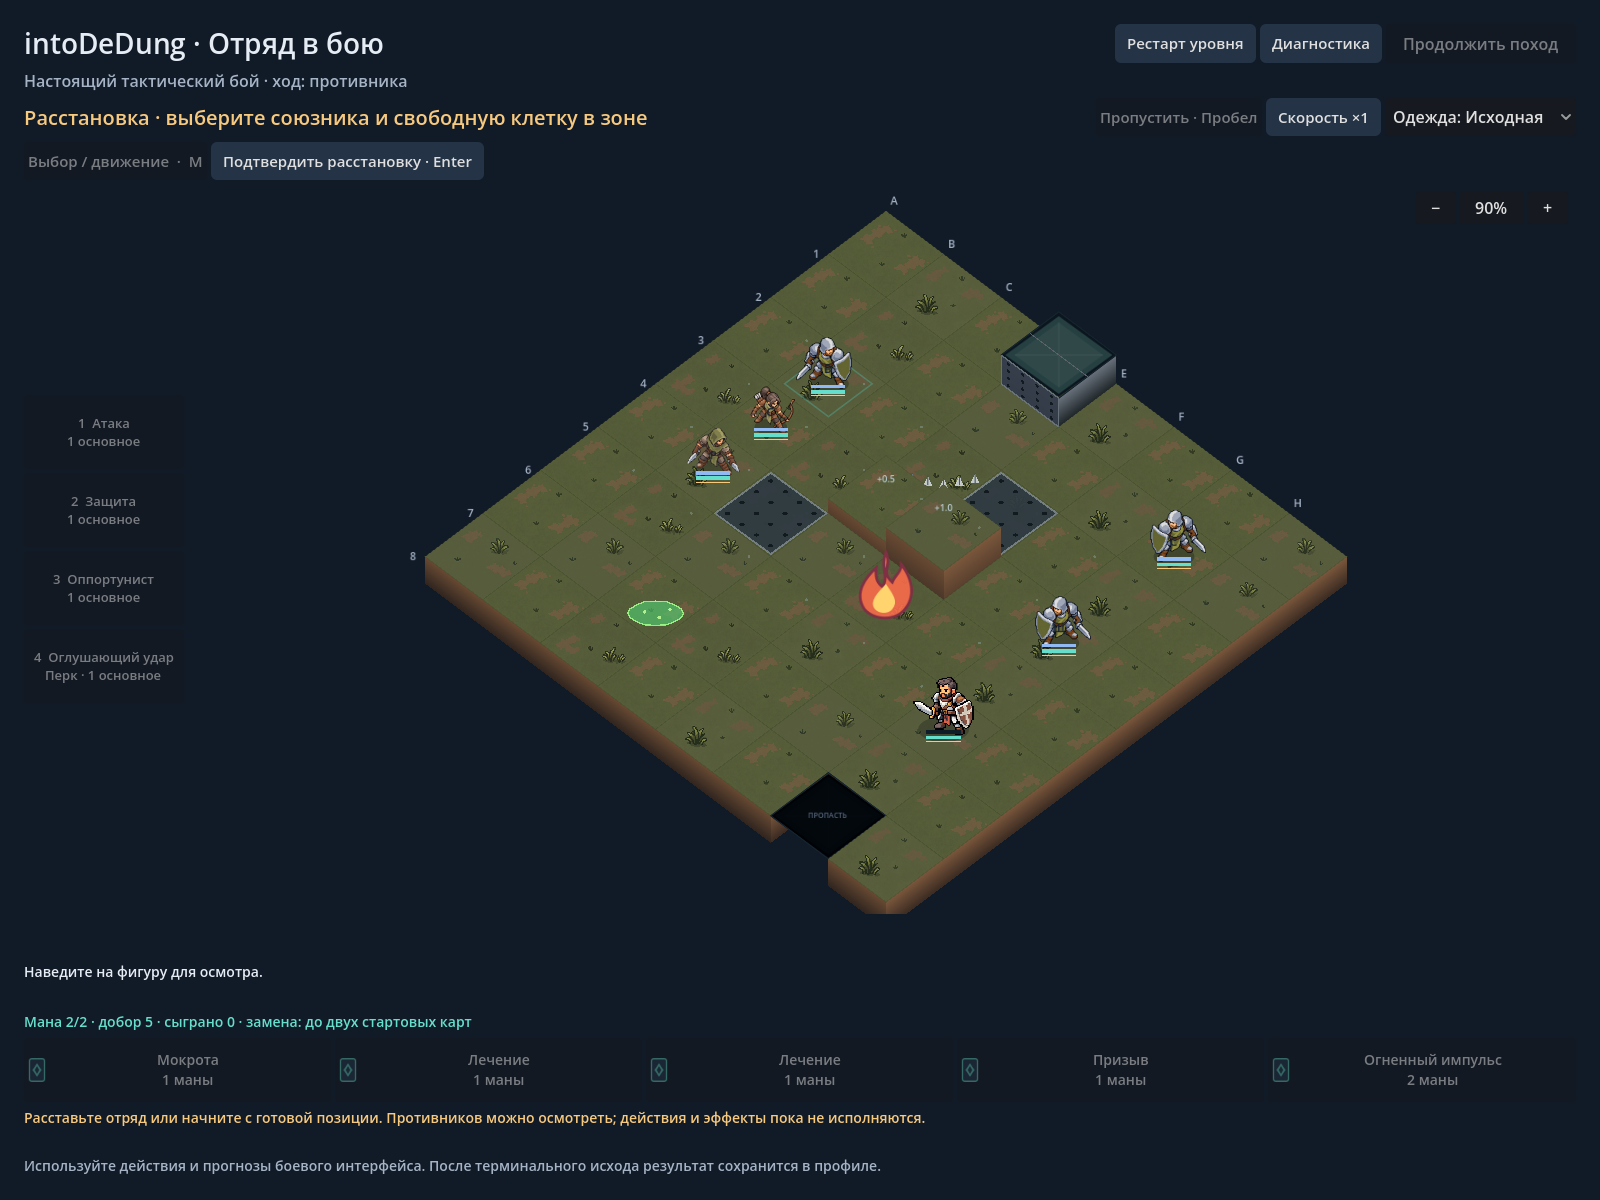 intoDeDung · Отряд в бою
Рестарт уровня
Диагностика
Продолжить поход
Настоящий тактический бой · ход: противника
Расстановка · выберите союзника и свободную клетку в зоне
Пропустить · Пробел
Скорость ×1
Одежда: Исходная
Выбор / движение · М
Подтвердить расстановку · Enter
− 90% +
A
B
C
E
F
G
H
1
2
3
4
5
6
7
8
+0.5
+1.0
ПРОПАСТЬ
1 Атака
1 основное
2 Защита
1 основное
3 Оппортунист
1 основное
4 Оглушающий удар
Перк · 1 основное
Наведите на фигуру для осмотра.
Мана 2/2 · добор 5 · сыграно 0 · замена: до двух стартовых карт
Мокрота
1 маны
Лечение
1 маны
Лечение
1 маны
Призыв
1 маны
Огненный импульс
2 маны
Расставьте отряд или начните с готовой позиции. Противников можно осмотреть; действия и эффекты пока не исполняются.
Используйте действия и прогнозы боевого интерфейса. После терминального исхода результат сохранится в профиле.